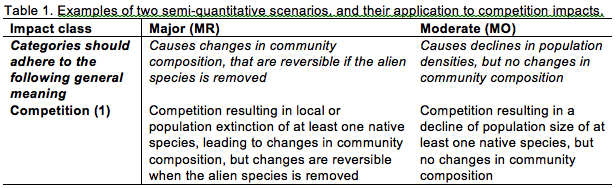 Table 1. Examples of two semi-quantitative scenarios, and their application to competition impacts.
Impact class Major (MR) Moderate (MO)
Categories should adhere to the following general meaning
Causes changes in community composition, that are reversible if the alien species is removed
Causes declines in population densities, but no changes in community composition
Competition (1)
Competition resulting in local or population extinction of at least one native species, leading to changes in community composition, but changes are reversible when the alien species is removed
Competition resulting in a decline of population size of at least one native species, but no changes in community composition